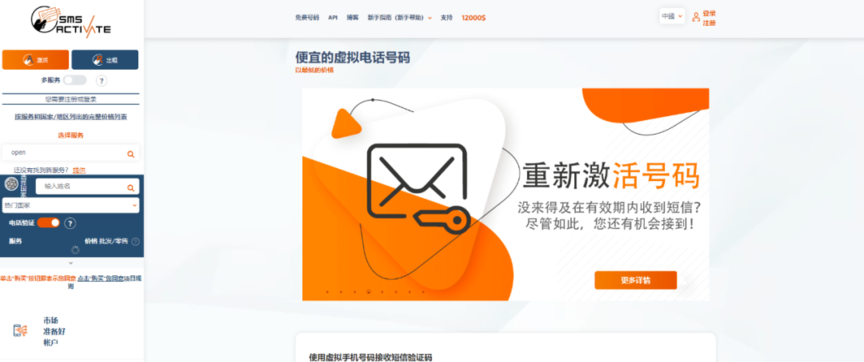 SMS
ACTIVATE
免费号码 API 博客 新手指南（新手帮助） 支持 12000$
中國
登录
注册
激活
出租
多服务 ?
您需要注册或登录
按服务和国家/地区列出的完整价格列表
选择服务
open
还没有找到新服务？
输入姓名
热门国家
电话验证 ?
服务 价格 批发/零售 ?
市场
准备好
帐户
便宜的虚拟电话号码
以最低的价格
重新激活号码
没来得及在有效期内收到短信？
尽管如此，您还有机会接到！
更多详情
使用虚拟手机号码接收短信验证码